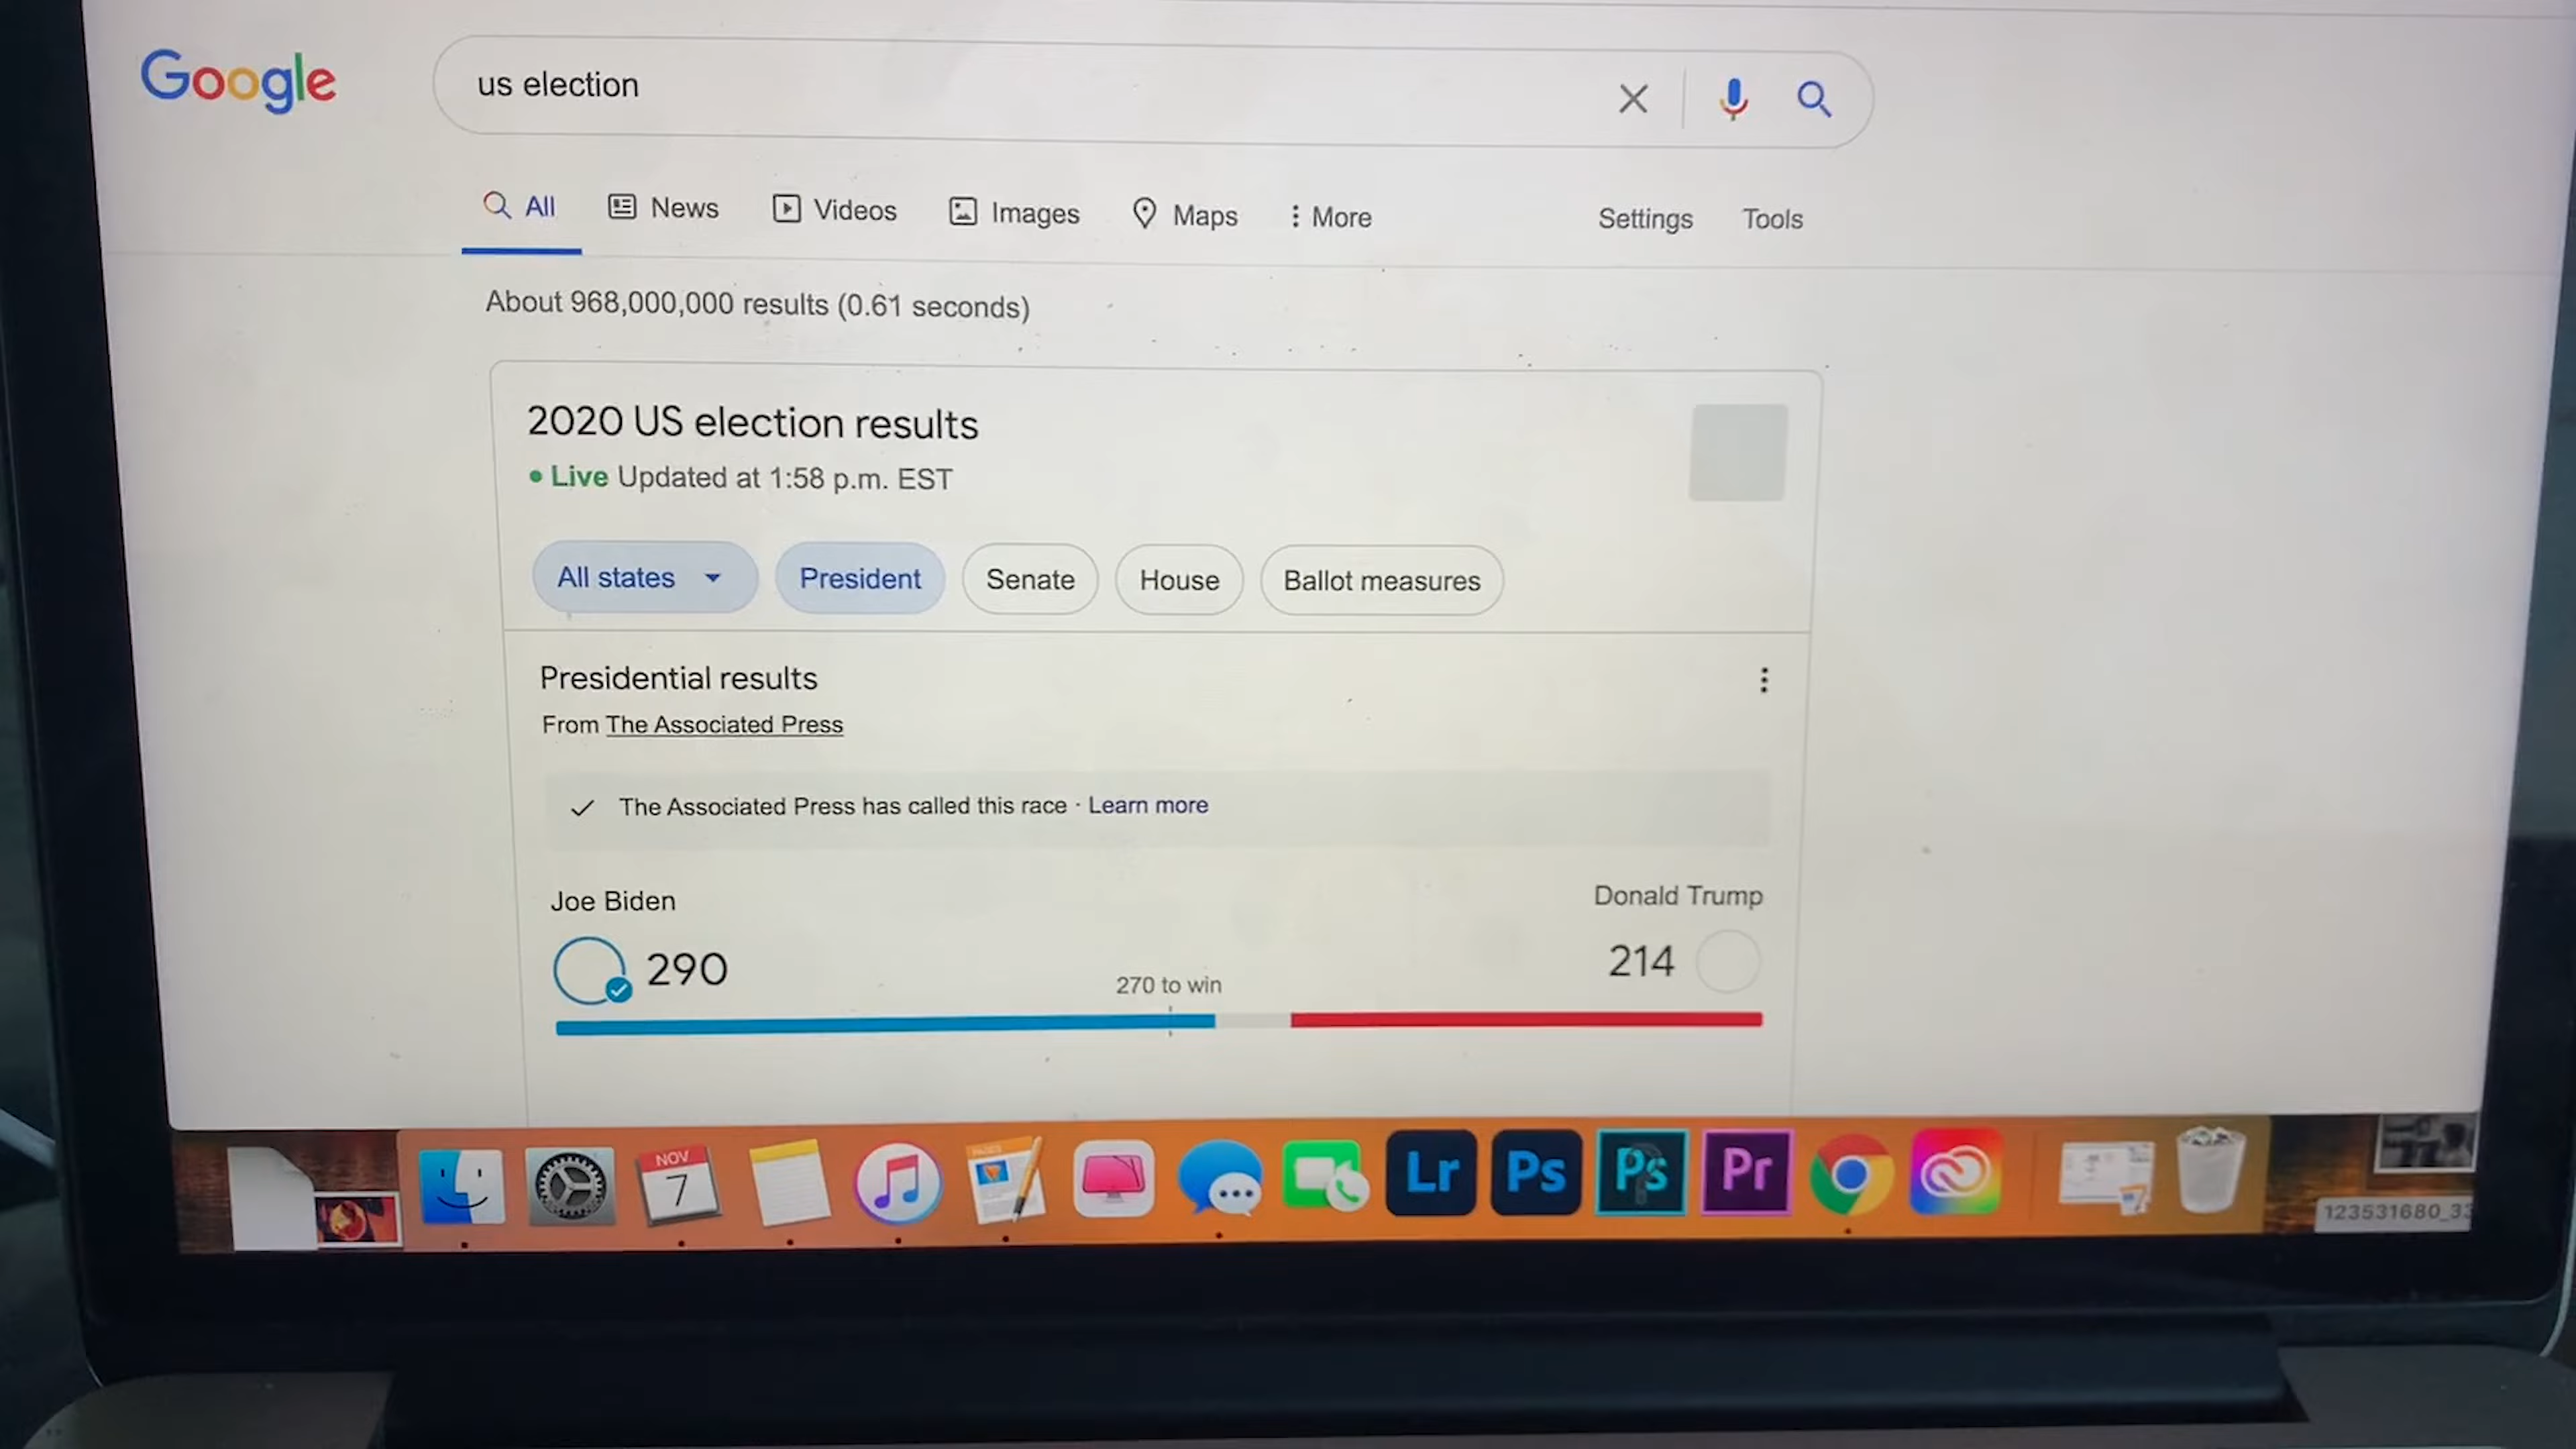 Google
us election
All News Videos Images Maps More Settings Tools
About 968,000,000 results (0.61 seconds)
2020 US election results
Live Updated at 1:58 p.m. EST
All states President Senate House Ballot measures
Presidential results
From The Associated Press
The Associated Press has called this race · Learn more
Joe Biden Donald Trump
290 270 to win 214
NOV
7
PAGES
Lr Ps Ps Pr
123531680_33